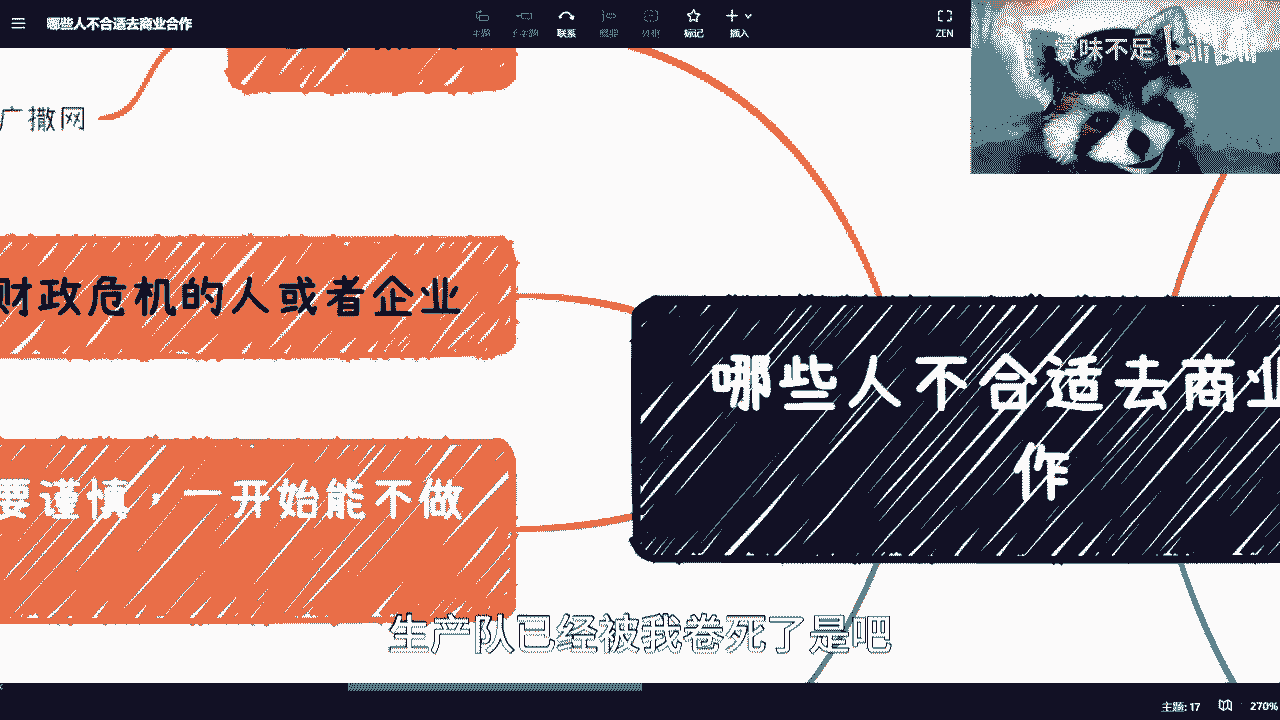 哪些人不合适去商业合作
主题
子主题
联系
概要
外框
标记
插入
ZEN
意味不足 bilibili
广撒网
财政危机的人或者企业
哪些人不合适去商业
作
要谨慎，一开始能不做
生产队已经被我卷死了是吧
主题: 17
270%